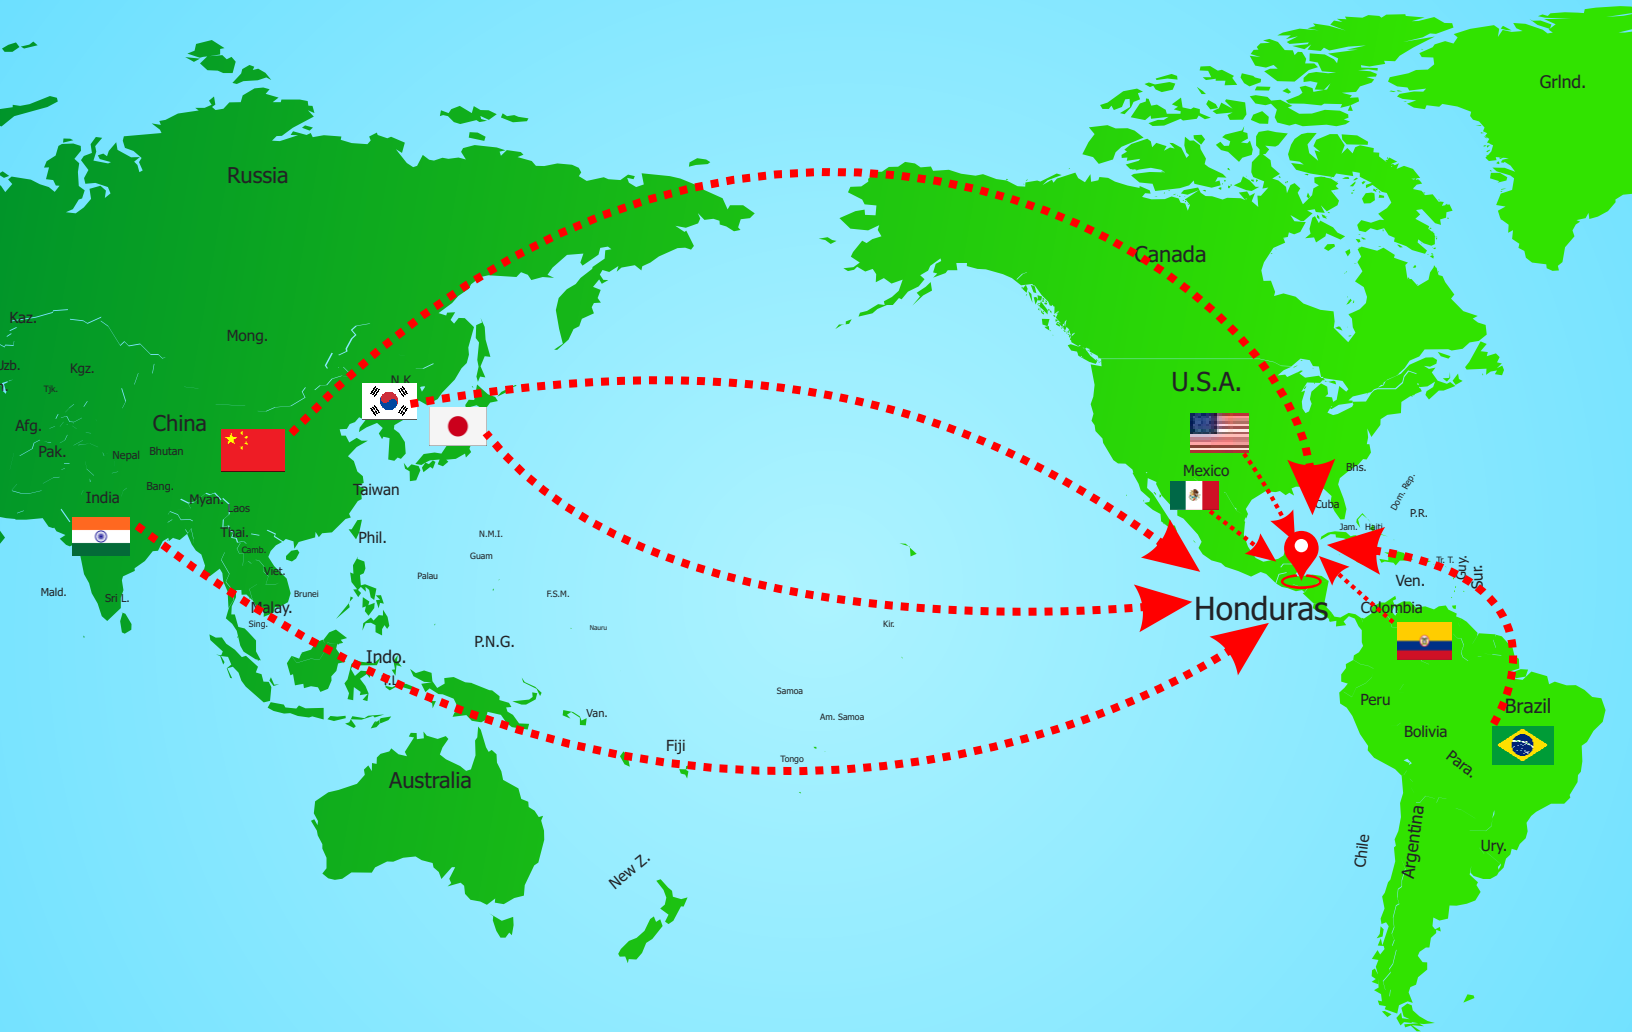 Grlnd.
Russia
Canada
Kaz.
Mong.
Jzb.
Kgz.
Tjk.
N.K
U.S.A.
China
Afg.
Pak.
Nepal
Bhutan
Mexico
Bhs.
Bang.
India
Myan.
Laos
Taiwan
Cuba
Dom. Rep.
P.R.
Thai.
Phil.
N.M.I.
Jam.
Haiti
Camb.
Guam
Tr. T.
Guy.
Sur.
Viet.
Palau
Ven.
Mald.
Sri L.
Brunei
F.S.M.
Malay.
Colombia
Honduras
Sing.
Nauru
Kir.
P.N.G.
Indo.
Samoa
Peru
Brazil
Van.
Am. Samoa
Bolivia
Fiji
Tongo
Para.
Australia
Chile
Argentina
Ury.
New Z.